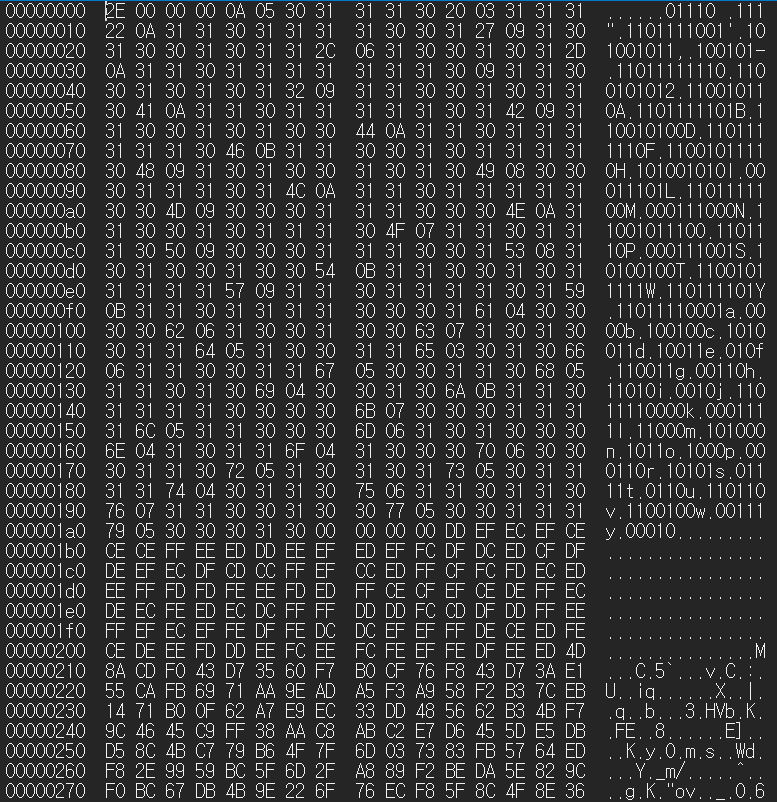 00000000 2E 00 00 00 0A 05 30 31 31 31 30 20 03 31 31 31 ......01110 .111
00000010 22 0A 31 31 30 31 31 31 31 30 30 31 27 09 31 30 ".1101111001'.10
00000020 31 30 30 31 30 31 31 2C 06 31 30 30 31 30 31 2D 1001011,.100101-
00000030 0A 31 31 30 31 31 31 31 31 31 31 30 09 31 31 30 .11011111110.110
00000040 30 31 30 31 30 31 32 09 31 31 30 30 31 30 31 31 0101012.11001011
00000050 30 41 0A 31 31 30 31 31 31 31 31 30 31 42 09 31 0A.1101111101B.1
00000060 31 30 30 31 30 31 30 30 44 0A 31 31 30 31 31 31 10010100D.110111
00000070 31 31 31 30 46 0B 31 31 30 30 31 30 31 31 31 31 1110F.1100101111
00000080 30 48 09 31 30 31 30 30 31 30 31 30 49 08 30 30 0H.101001010I.00
00000090 30 31 31 31 30 31 4C 0A 31 31 30 31 31 31 31 31 011101L.11011111
000000a0 30 30 4D 09 30 30 30 31 31 31 30 30 30 4E 0A 31 00M.000111000N.1
000000b0 31 30 30 31 30 31 31 31 30 4F 07 31 31 30 31 31 100101110O.11011
000000c0 31 30 50 09 30 30 30 31 31 31 30 30 31 53 08 31 10P.000111001S.1
000000d0 30 31 30 30 31 30 30 54 0B 31 31 30 30 31 30 31 0100100T.1100101
000000e0 31 31 31 31 57 09 31 31 30 31 31 31 31 30 31 59 1111W.110111101Y
000000f0 0B 31 31 30 31 31 31 31 30 30 30 31 61 04 30 30 .11011110001a.00
00000100 30 30 62 06 31 30 30 31 30 30 63 07 31 30 31 30 00b.100100c.1010
00000110 30 31 31 64 05 31 30 30 31 31 65 03 30 31 30 66 011d.10011e.010f
00000120 06 31 31 30 30 31 31 67 05 30 30 31 31 30 68 05 .110011g.00110h.
00000130 31 31 30 31 30 69 04 30 30 31 30 6A 0B 31 31 30 11010i.0010j.110
00000140 31 31 31 31 30 30 30 30 6B 07 30 30 30 31 31 31 11110000k.000111
00000150 31 6C 05 31 31 30 30 30 6D 06 31 30 31 30 30 30 1l.11000m.101000
00000160 6E 04 31 30 31 31 6F 04 31 30 30 30 70 06 30 30 n.1011o.1000p.00
00000170 30 31 31 30 72 05 31 30 31 30 31 73 05 30 31 31 0110r.10101s.011
00000180 31 31 74 04 30 31 31 30 75 06 31 31 30 31 31 30 11t.0110u.110110
00000190 76 07 31 31 30 30 31 30 30 77 05 30 30 31 31 31 v.1100100w.00111
000001a0 79 05 30 30 30 31 30 00 00 00 00 DD EF EC EF CE y.00010.........
000001b0 CE CE FF EE ED DD EE EF ED EF FC DF DC ED CF DF ................
000001c0 DE EF EC DF CD CC FF EF CC ED FF CF FC FD EC ED ................
000001d0 EE FF FD FD FE EE FD ED FF CE CF EF CE DE FF EC ................
000001e0 DE EC FE ED EC DC FF FF DD DD FC CD DF DD FF EE ................
000001f0 FF EF EC EF FE DF FE DC DC EF EF FF DE CE ED FE ................
00000200 CE DE EE FD DD EE FC EE FC FE EF FE DF EE ED 4D ...............M
00000210 8A CD F0 43 D7 35 60 F7 B0 CF 76 F8 43 D7 3A E1 ...C.5`...v.C.:.
00000220 55 CA FB 69 71 AA 9E AD A5 F3 A9 58 F2 B3 7C EB U..iq......X..|.
00000230 14 71 B0 0F 62 A7 E9 EC 33 DD 48 56 62 B3 4B F7 .q..b...3.HVb.K.
00000240 9C 46 45 C9 FF 38 AA C8 AB C2 E7 D6 45 5D E5 DB .FE..8......E]..
00000250 D5 8C 4B C7 79 B6 4F 7F 6D 03 73 83 FB 57 64 ED ..K.y.O.m.s..Wd.
00000260 F8 2E 99 59 BC 5F 6D 2F A8 89 F2 BE DA 5E 82 9C ...Y._m/.....^..
00000270 F0 BC 67 DB 4B 9E 22 6F 76 EC F8 5F 8C 4F 8E 36 ..g.K."ov.._.O.6